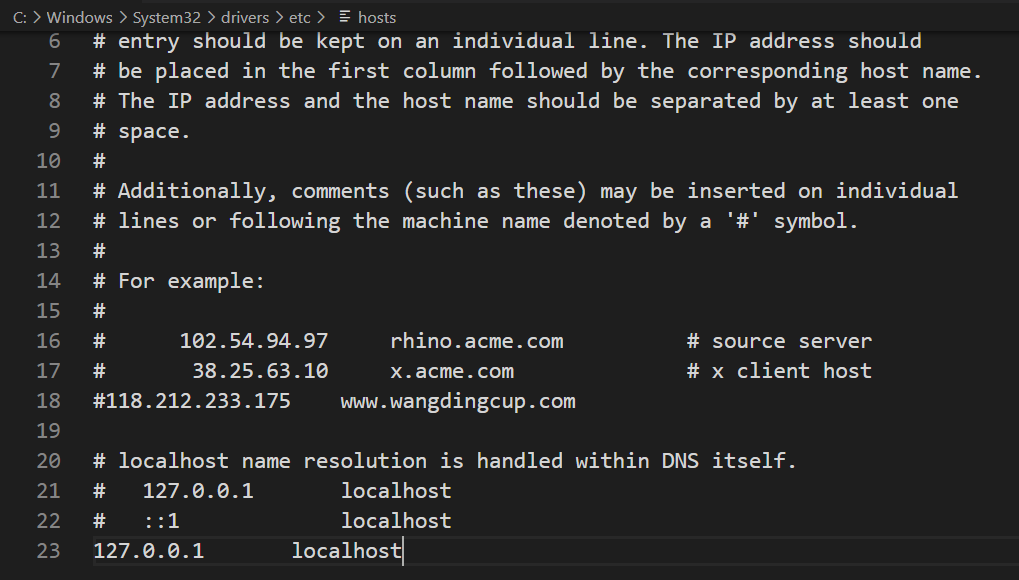 C: > Windows > System32 > drivers > etc > hosts
6 # entry should be kept on an individual line. The IP address should
7 # be placed in the first column followed by the corresponding host name.
8 # The IP address and the host name should be separated by at least one
9 # space.
10 #
11 # Additionally, comments (such as these) may be inserted on individual
12 # lines or following the machine name denoted by a '#' symbol.
13 #
14 # For example:
15 #
16 #      102.54.94.97     rhino.acme.com          # source server
17 #       38.25.63.10     x.acme.com              # x client host
18 #118.212.233.175    www.wangdingcup.com
19
20 # localhost name resolution is handled within DNS itself.
21 #   127.0.0.1       localhost
22 #   ::1             localhost
23 127.0.0.1       localhost